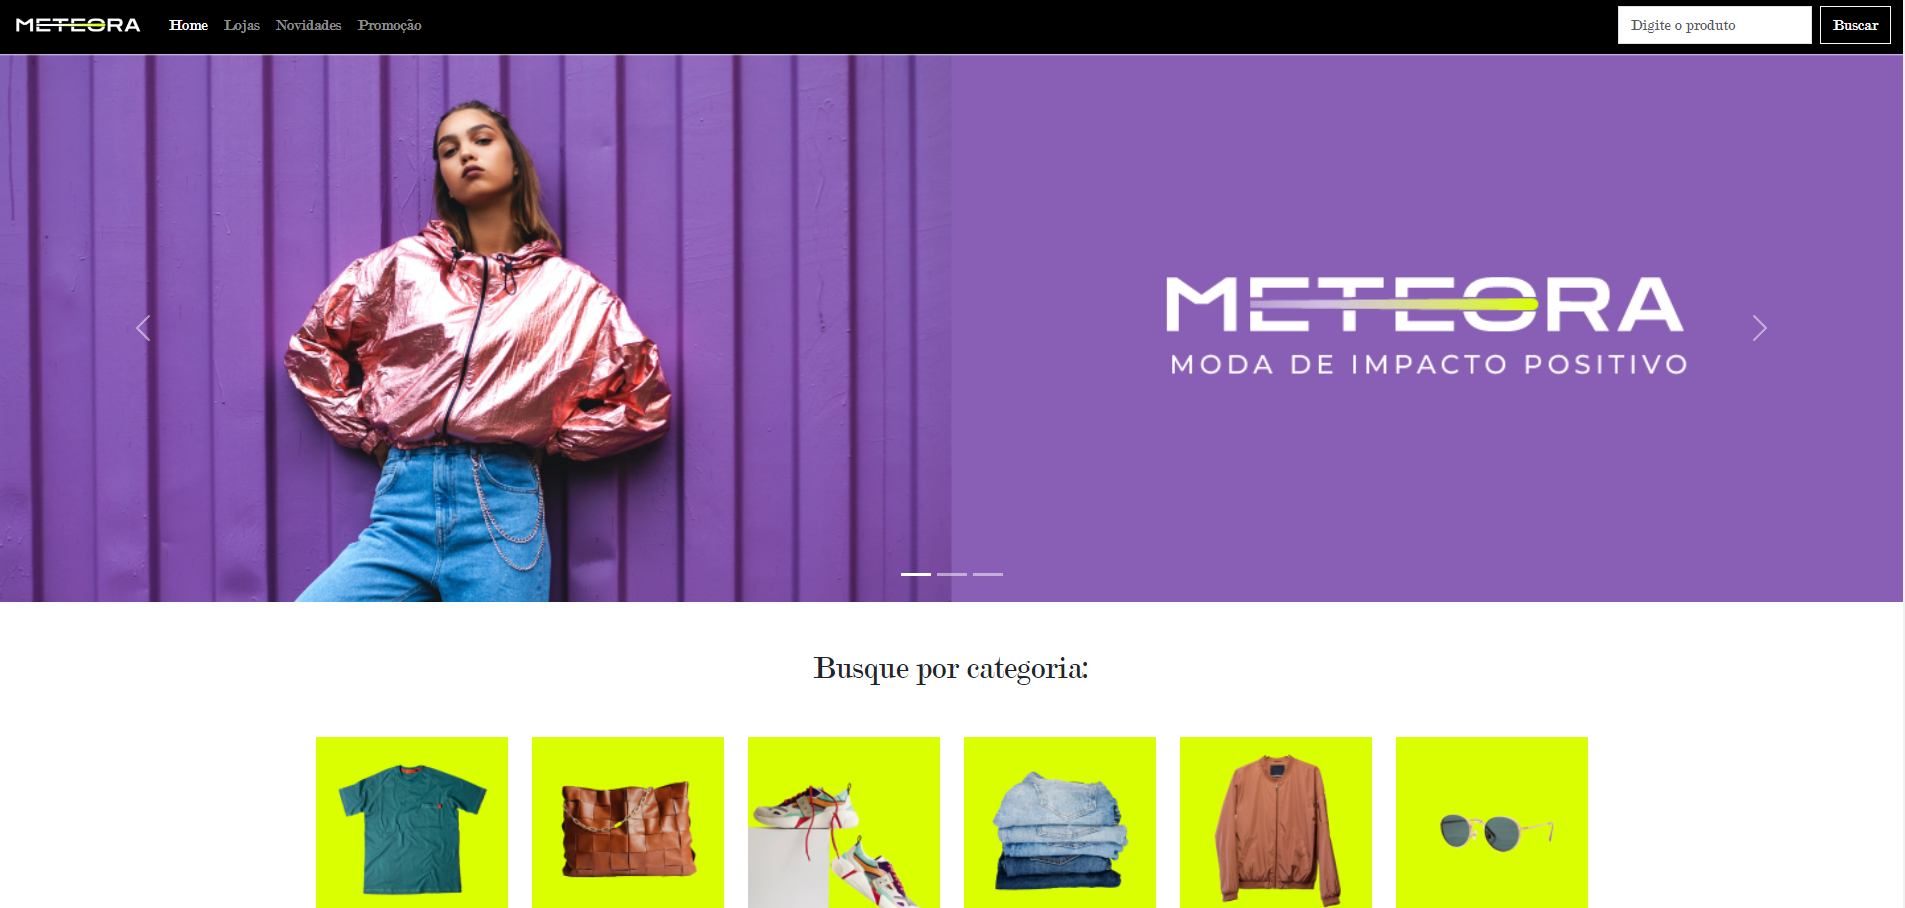 METEORA Home Lojas Novidades Promoção Digite o produto Buscar
METEORA
MODA DE IMPACTO POSITIVO
Busque por categoria: